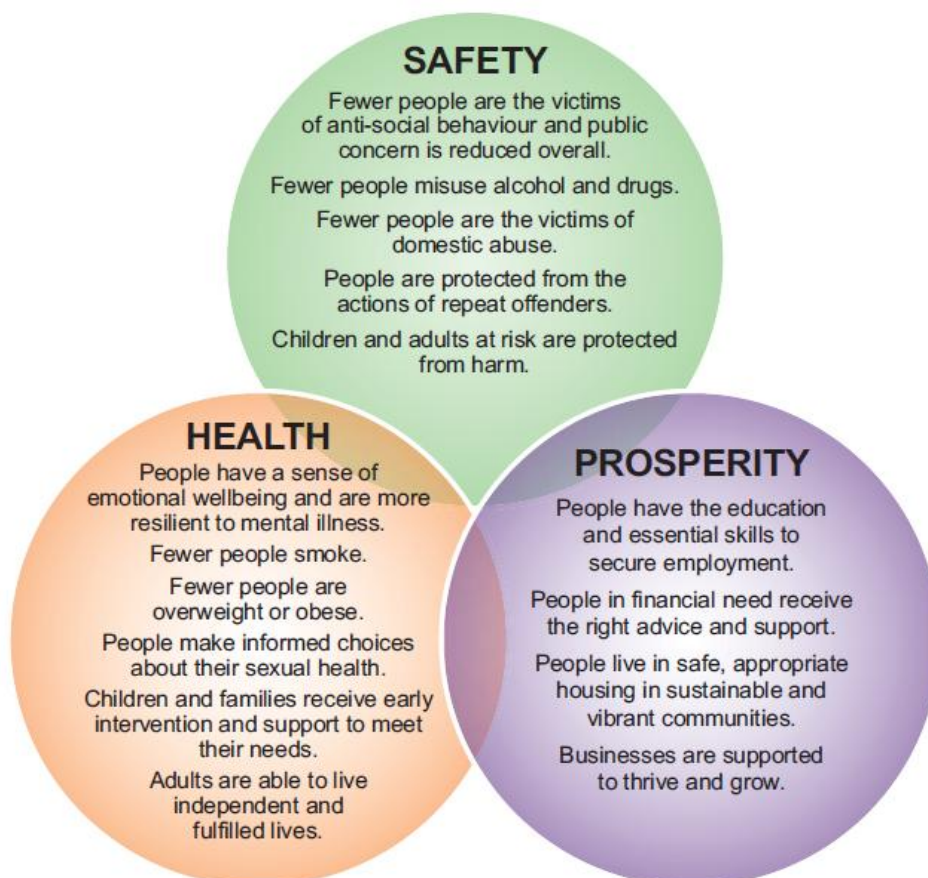 SAFETY
Fewer people are the victims
of anti-social behaviour and public
concern is reduced overall.
Fewer people misuse alcohol and drugs.
Fewer people are the victims of
domestic abuse.
People are protected from the
actions of repeat offenders.
Children and adults at risk are protected
from harm.
HEALTH
People have a sense of
emotional wellbeing and are more
resilient to mental illness.
Fewer people smoke.
Fewer people are
overweight or obese.
People make informed choices
about their sexual health.
Children and families receive early
intervention and support to meet
their needs.
Adults are able to live
independent and
fulfilled lives.
PROSPERITY
People have the education
and essential skills to
secure employment.
People in financial need receive
the right advice and support.
People live in safe, appropriate
housing in sustainable and
vibrant communities.
Businesses are supported
to thrive and grow.